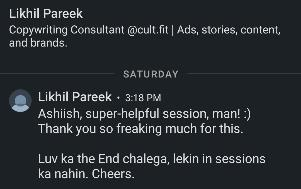 Likhil Pareek
Copywriting Consultant @cult.fit | Ads, stories, content,
and brands.
SATURDAY
Likhil Pareek • 3:18 PM
Ashiish, super-helpful session, man! :)
Thank you so freaking much for this.
Luv ka the End chalega, lekin in sessions
ka nahin. Cheers.